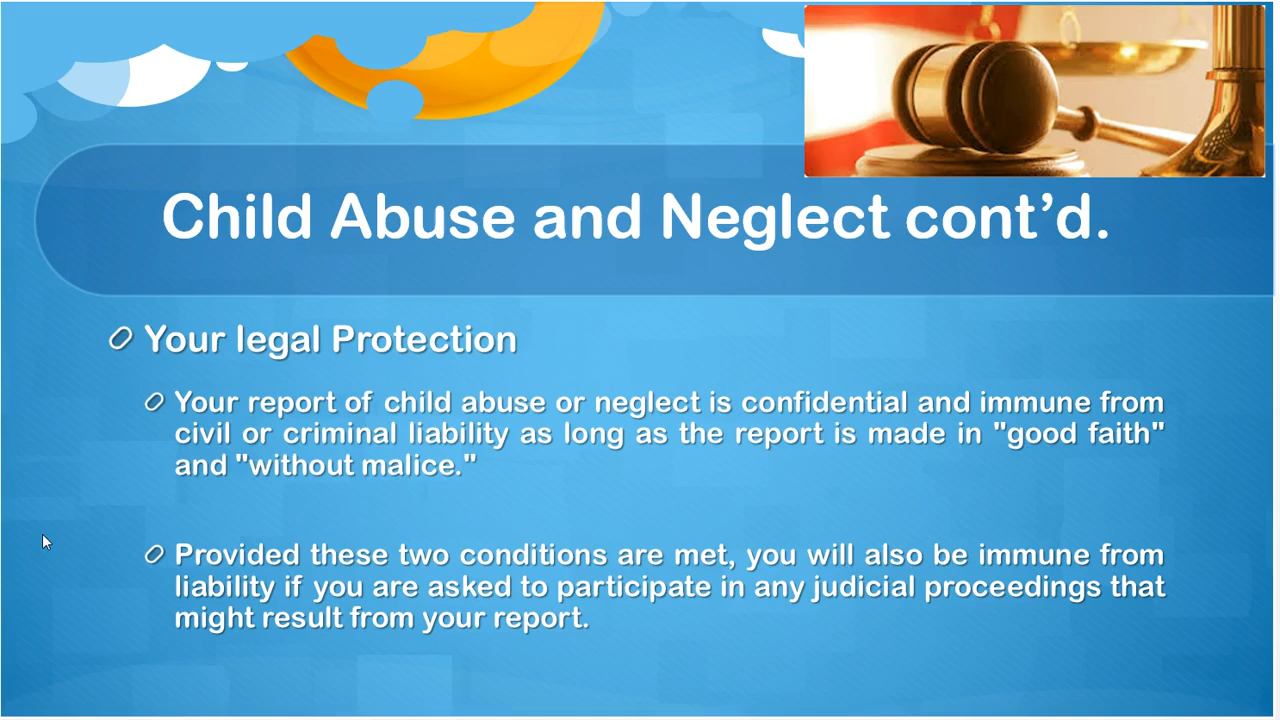 Child Abuse and Neglect cont’d.
Your legal Protection
Your report of child abuse or neglect is confidential and immune from
civil or criminal liability as long as the report is made in "good faith"
and "without malice."
Provided these two conditions are met, you will also be immune from
liability if you are asked to participate in any judicial proceedings that
might result from your report.